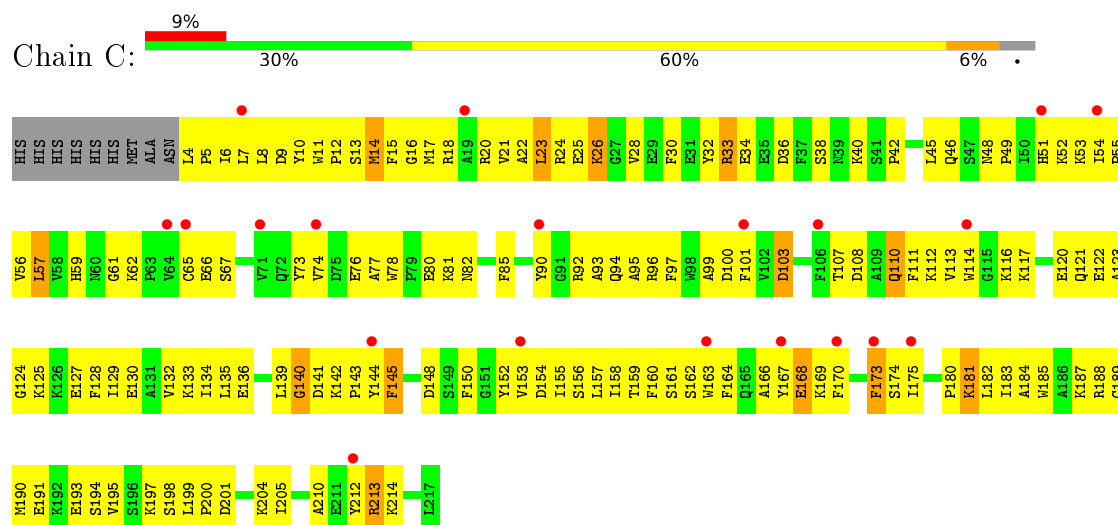 9%
Chain C:
30% 60% 6% •
HIS HIS HIS HIS HIS HIS MET ALA ASN L4 P5 I6 L7 L8 D9 Y10 W11 P12 S13 M14 F15 G16 M17 R18 A19 R20 V21 A22 L23 R24 E25 K26 G27 V28 E29 F30 E31 Y32 R33 E34 E35 D36 F37 S38 N39 K40 S41 P42 L45 Q46 S47 N48 P49 I50 H51 K52 K53 I54 P55
V56 L57 V58 H59 N60 G61 K62 P63 V64 C65 E66 S67 V71 Q72 Y73 V74 D75 E76 A77 W78 P79 E80 K81 N82 F85 Y90 G91 R92 A93 Q94 A95 R96 F97 W98 A99 D100 F101 V102 D103 F106 T107 D108 A109 Q110 F111 K112 V113 W114 G115 K116 K117 E120 Q121 E122 A123
G124 K125 K126 E127 F128 I129 E130 A131 V132 K133 I134 L135 E136 L139 G140 D141 K142 P143 Y144 F145 D148 S149 F150 G151 Y152 V153 D154 I155 S156 L157 I158 T159 F160 S161 S162 W163 F164 Q165 A166 Y167 E168 K169 F170 F173 S174 I175 P180 K181 L182 I183 A184 W185 A186 K187 R188 C189
M190 E191 K192 E193 S194 V195 S196 K197 S198 L199 P200 D201 K204 I205 A210 E211 Y212 R213 K214 L217